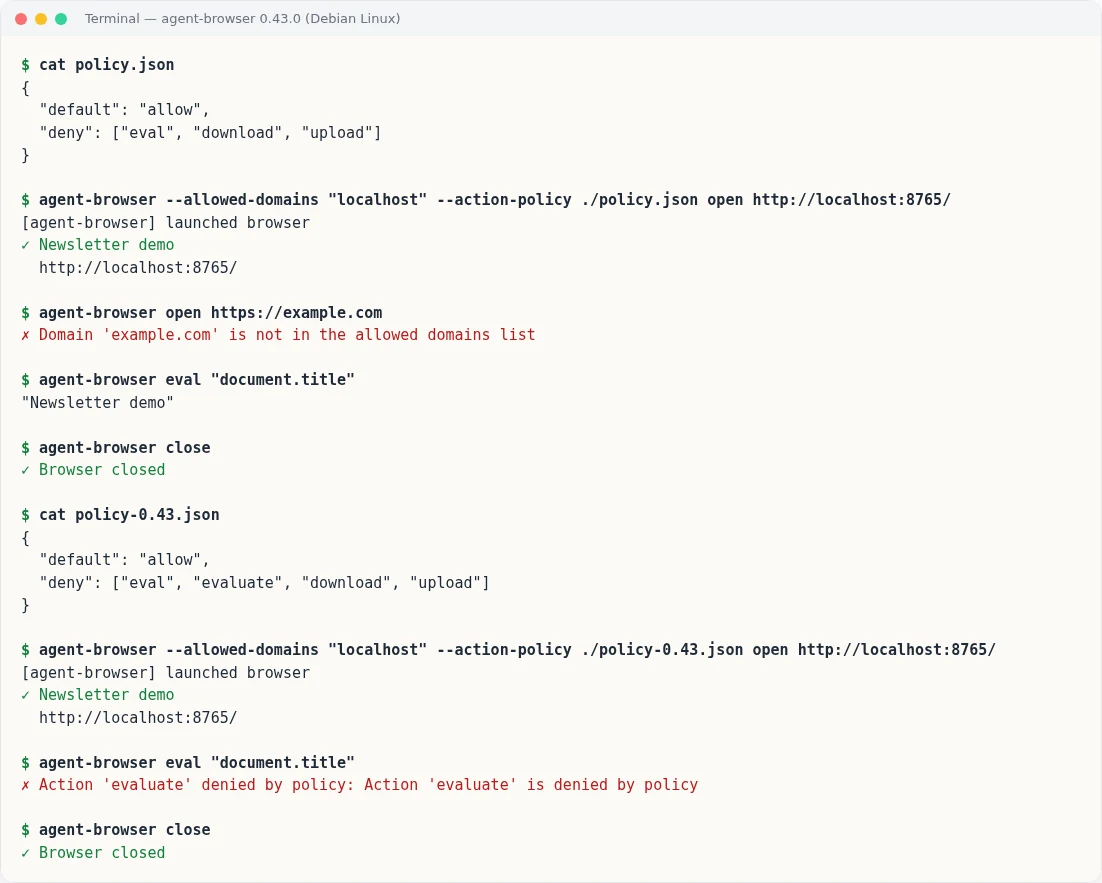 Terminal — agent-browser 0.43.0 (Debian Linux)
$ cat policy.json
{
  "default": "allow",
  "deny": ["eval", "download", "upload"]
}
$ agent-browser --allowed-domains "localhost" --action-policy ./policy.json open http://localhost:8765/
[agent-browser] launched browser
✓ Newsletter demo
  http://localhost:8765/
$ agent-browser open https://example.com
✗ Domain 'example.com' is not in the allowed domains list
$ agent-browser eval "document.title"
"Newsletter demo"
$ agent-browser close
✓ Browser closed
$ cat policy-0.43.json
{
  "default": "allow",
  "deny": ["eval", "evaluate", "download", "upload"]
}
$ agent-browser --allowed-domains "localhost" --action-policy ./policy-0.43.json open http://localhost:8765/
[agent-browser] launched browser
✓ Newsletter demo
  http://localhost:8765/
$ agent-browser eval "document.title"
✗ Action 'evaluate' denied by policy: Action 'evaluate' is denied by policy
$ agent-browser close
✓ Browser closed